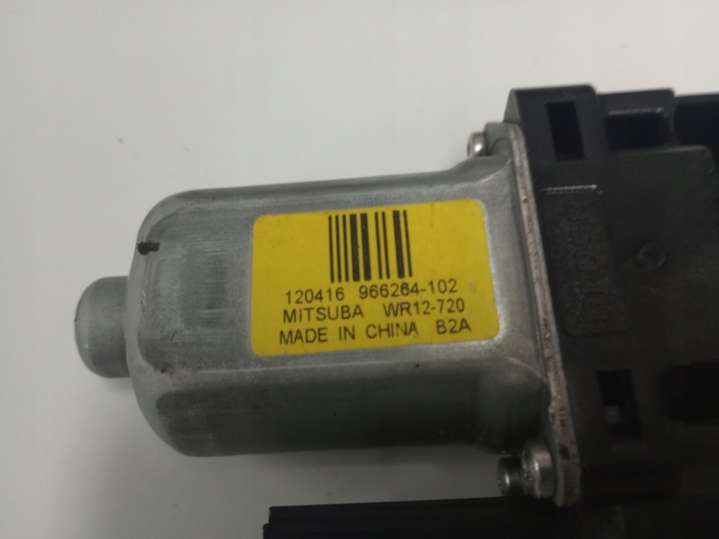 120416 966264-102
MITSUBA WR12-720
MADE IN CHINA B2A